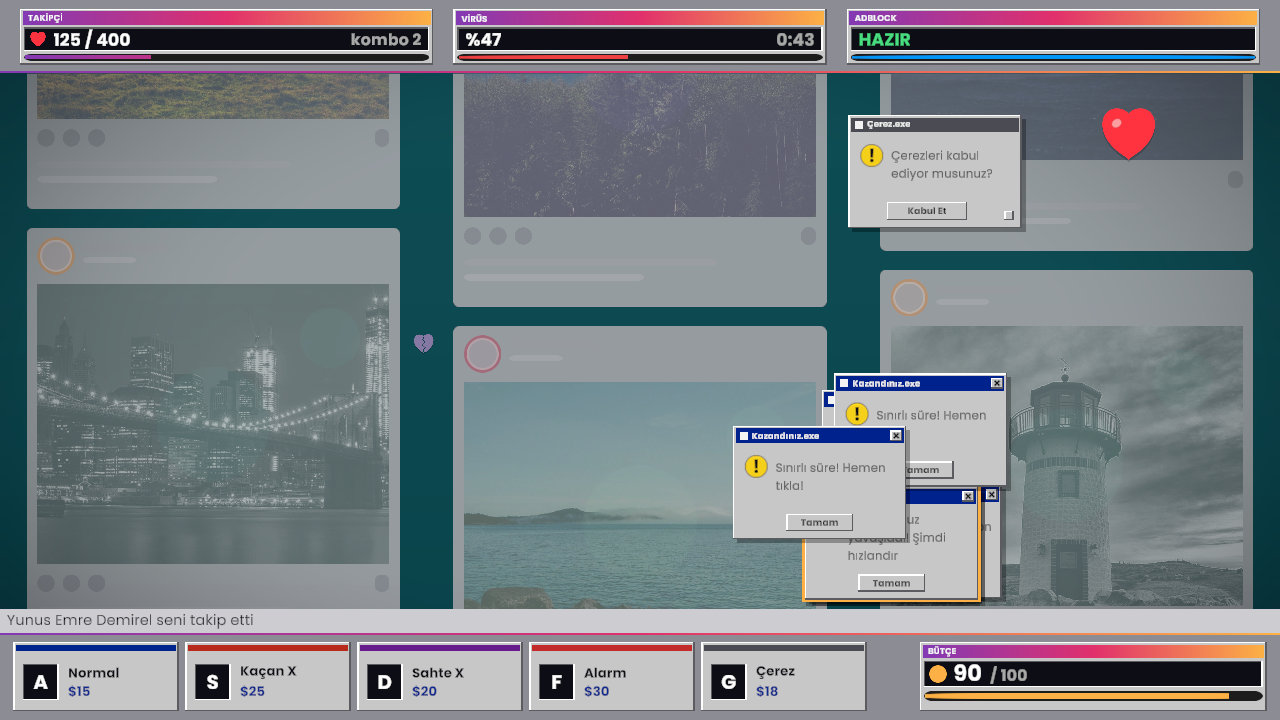 TAKİPÇİ
125 / 400
kombo 2
VİRÜS
%47
0:43
ADBLOCK
HAZIR
Çerez.exe
Çerezleri kabul
ediyor musunuz?
Kabul Et
Kazandınız.exe
Sınırlı süre! Hemen
Tamam
Kazandınız.exe
Sınırlı süre! Hemen
tıkla!
Tamam
yavaşladı! Şimdi
hızlandır
Tamam
Yunus Emre Demirel seni takip etti
A
Normal
$15
S
Kaçan X
$25
D
Sahte X
$20
F
Alarm
$30
G
Çerez
$18
BÜTÇE
90 / 100